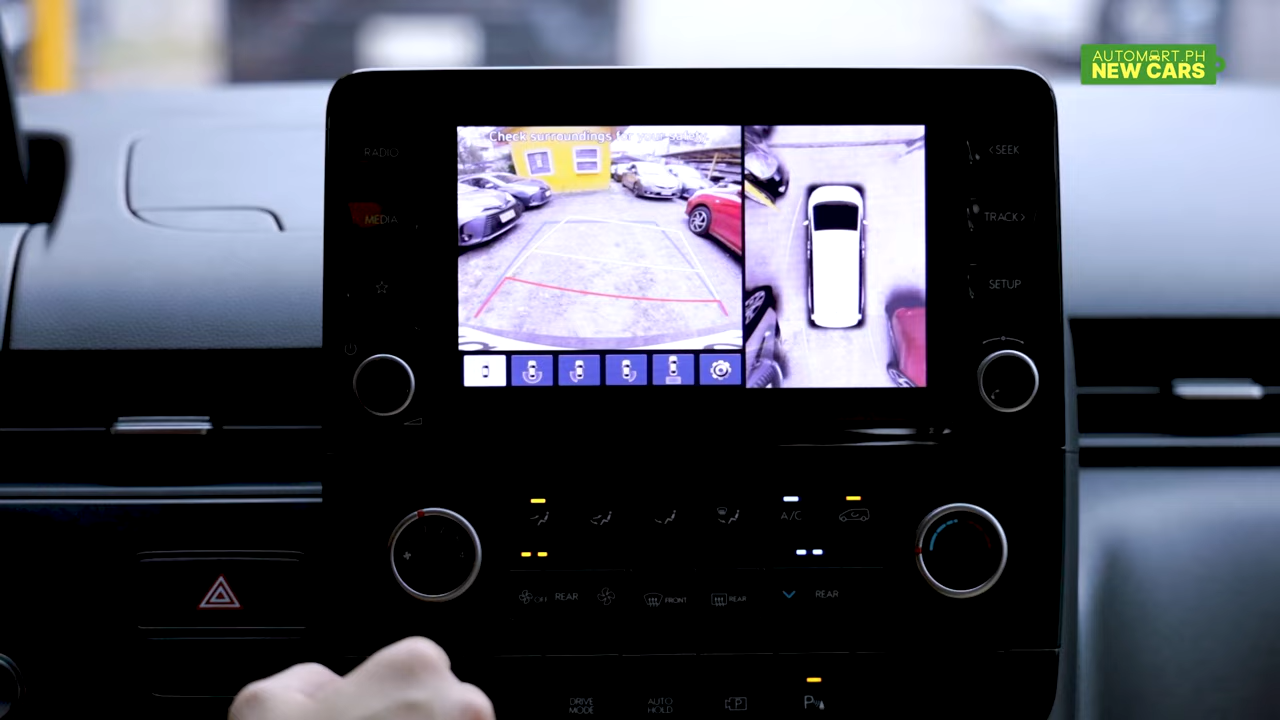 AUTOMART.PH
NEW CARS
Check surroundings for your safety
RADIO
MEDIA
< SEEK
TRACK >
SETUP
A/C
OFF
REAR
FRONT
REAR
REAR
DRIVE
MODE
AUTO
HOLD
P
P